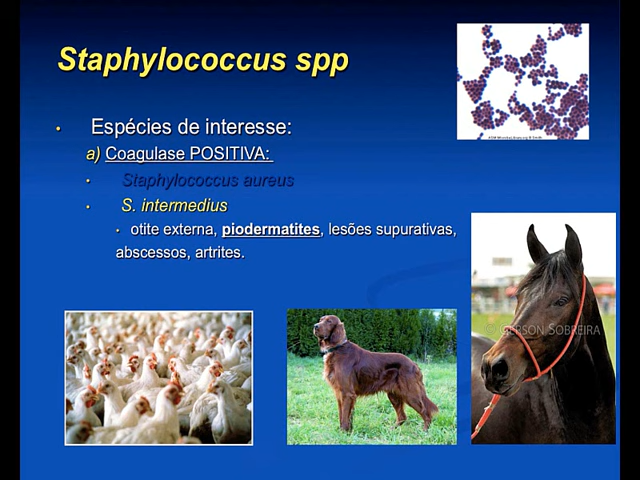 Staphylococcus spp
• Espécies de interesse:
a) Coagulase POSITIVA:
• Staphylococcus aureus
• S. intermedius
• otite externa, piodermatites, lesões supurativas,
abscessos, artrites.
GERSON SOBREIRA